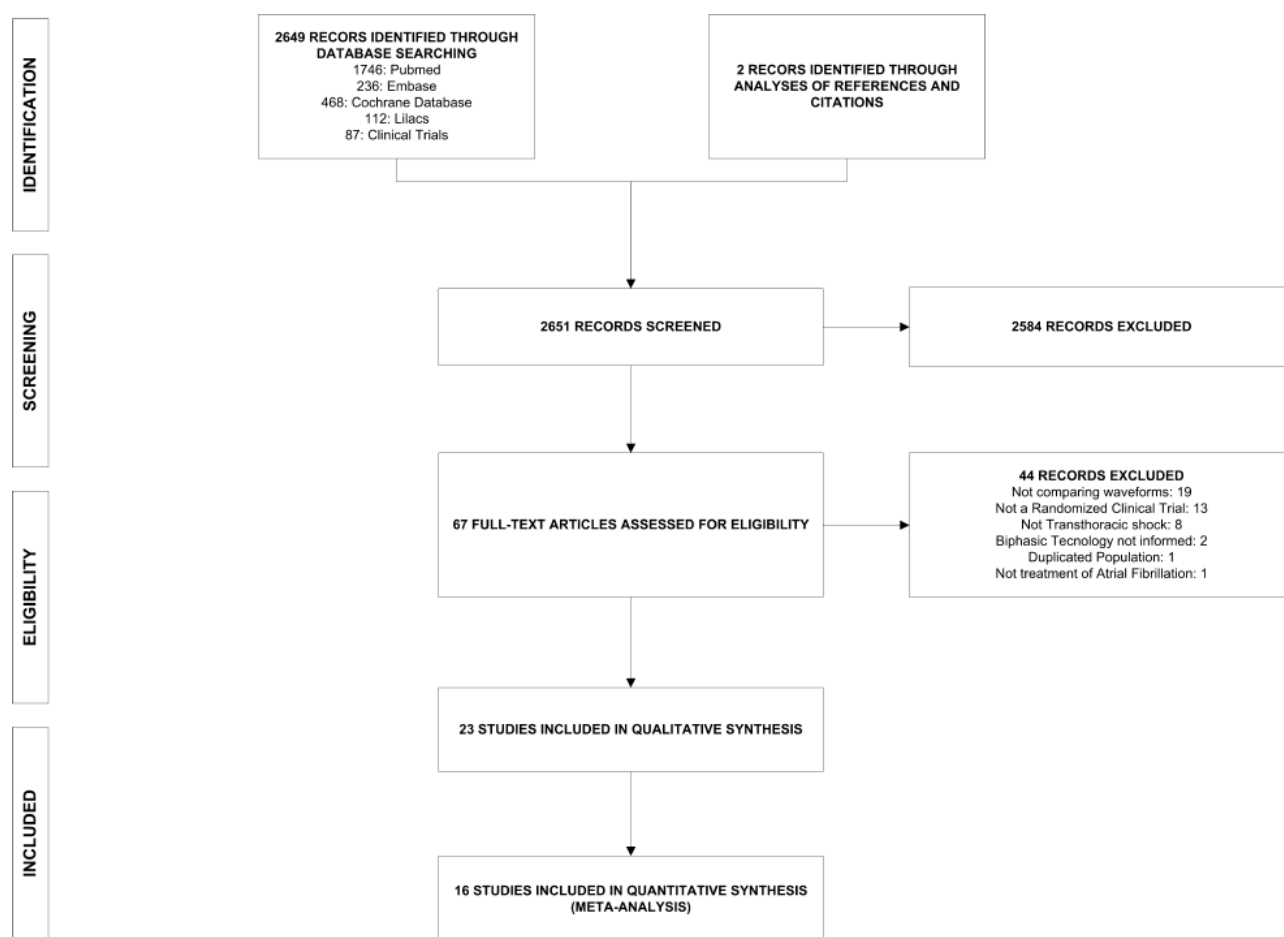 IDENTIFICATION
2649 RECORS IDENTIFIED THROUGH
DATABASE SEARCHING
1746: Pubmed
236: Embase
468: Cochrane Database
112: Lilacs
87: Clinical Trials
2 RECORS IDENTIFIED THROUGH
ANALYSES OF REFERENCES AND
CITATIONS
SCREENING
2651 RECORDS SCREENED
2584 RECORDS EXCLUDED
ELIGIBILITY
67 FULL-TEXT ARTICLES ASSESSED FOR ELIGIBILITY
44 RECORDS EXCLUDED
Not comparing waveforms: 19
Not a Randomized Clinical Trial: 13
Not Transthoracic shock: 8
Biphasic Tecnology not informed: 2
Duplicated Population: 1
Not treatment of Atrial Fibrillation: 1
23 STUDIES INCLUDED IN QUALITATIVE SYNTHESIS
INCLUDED
16 STUDIES INCLUDED IN QUANTITATIVE SYNTHESIS
(META-ANALYSIS)